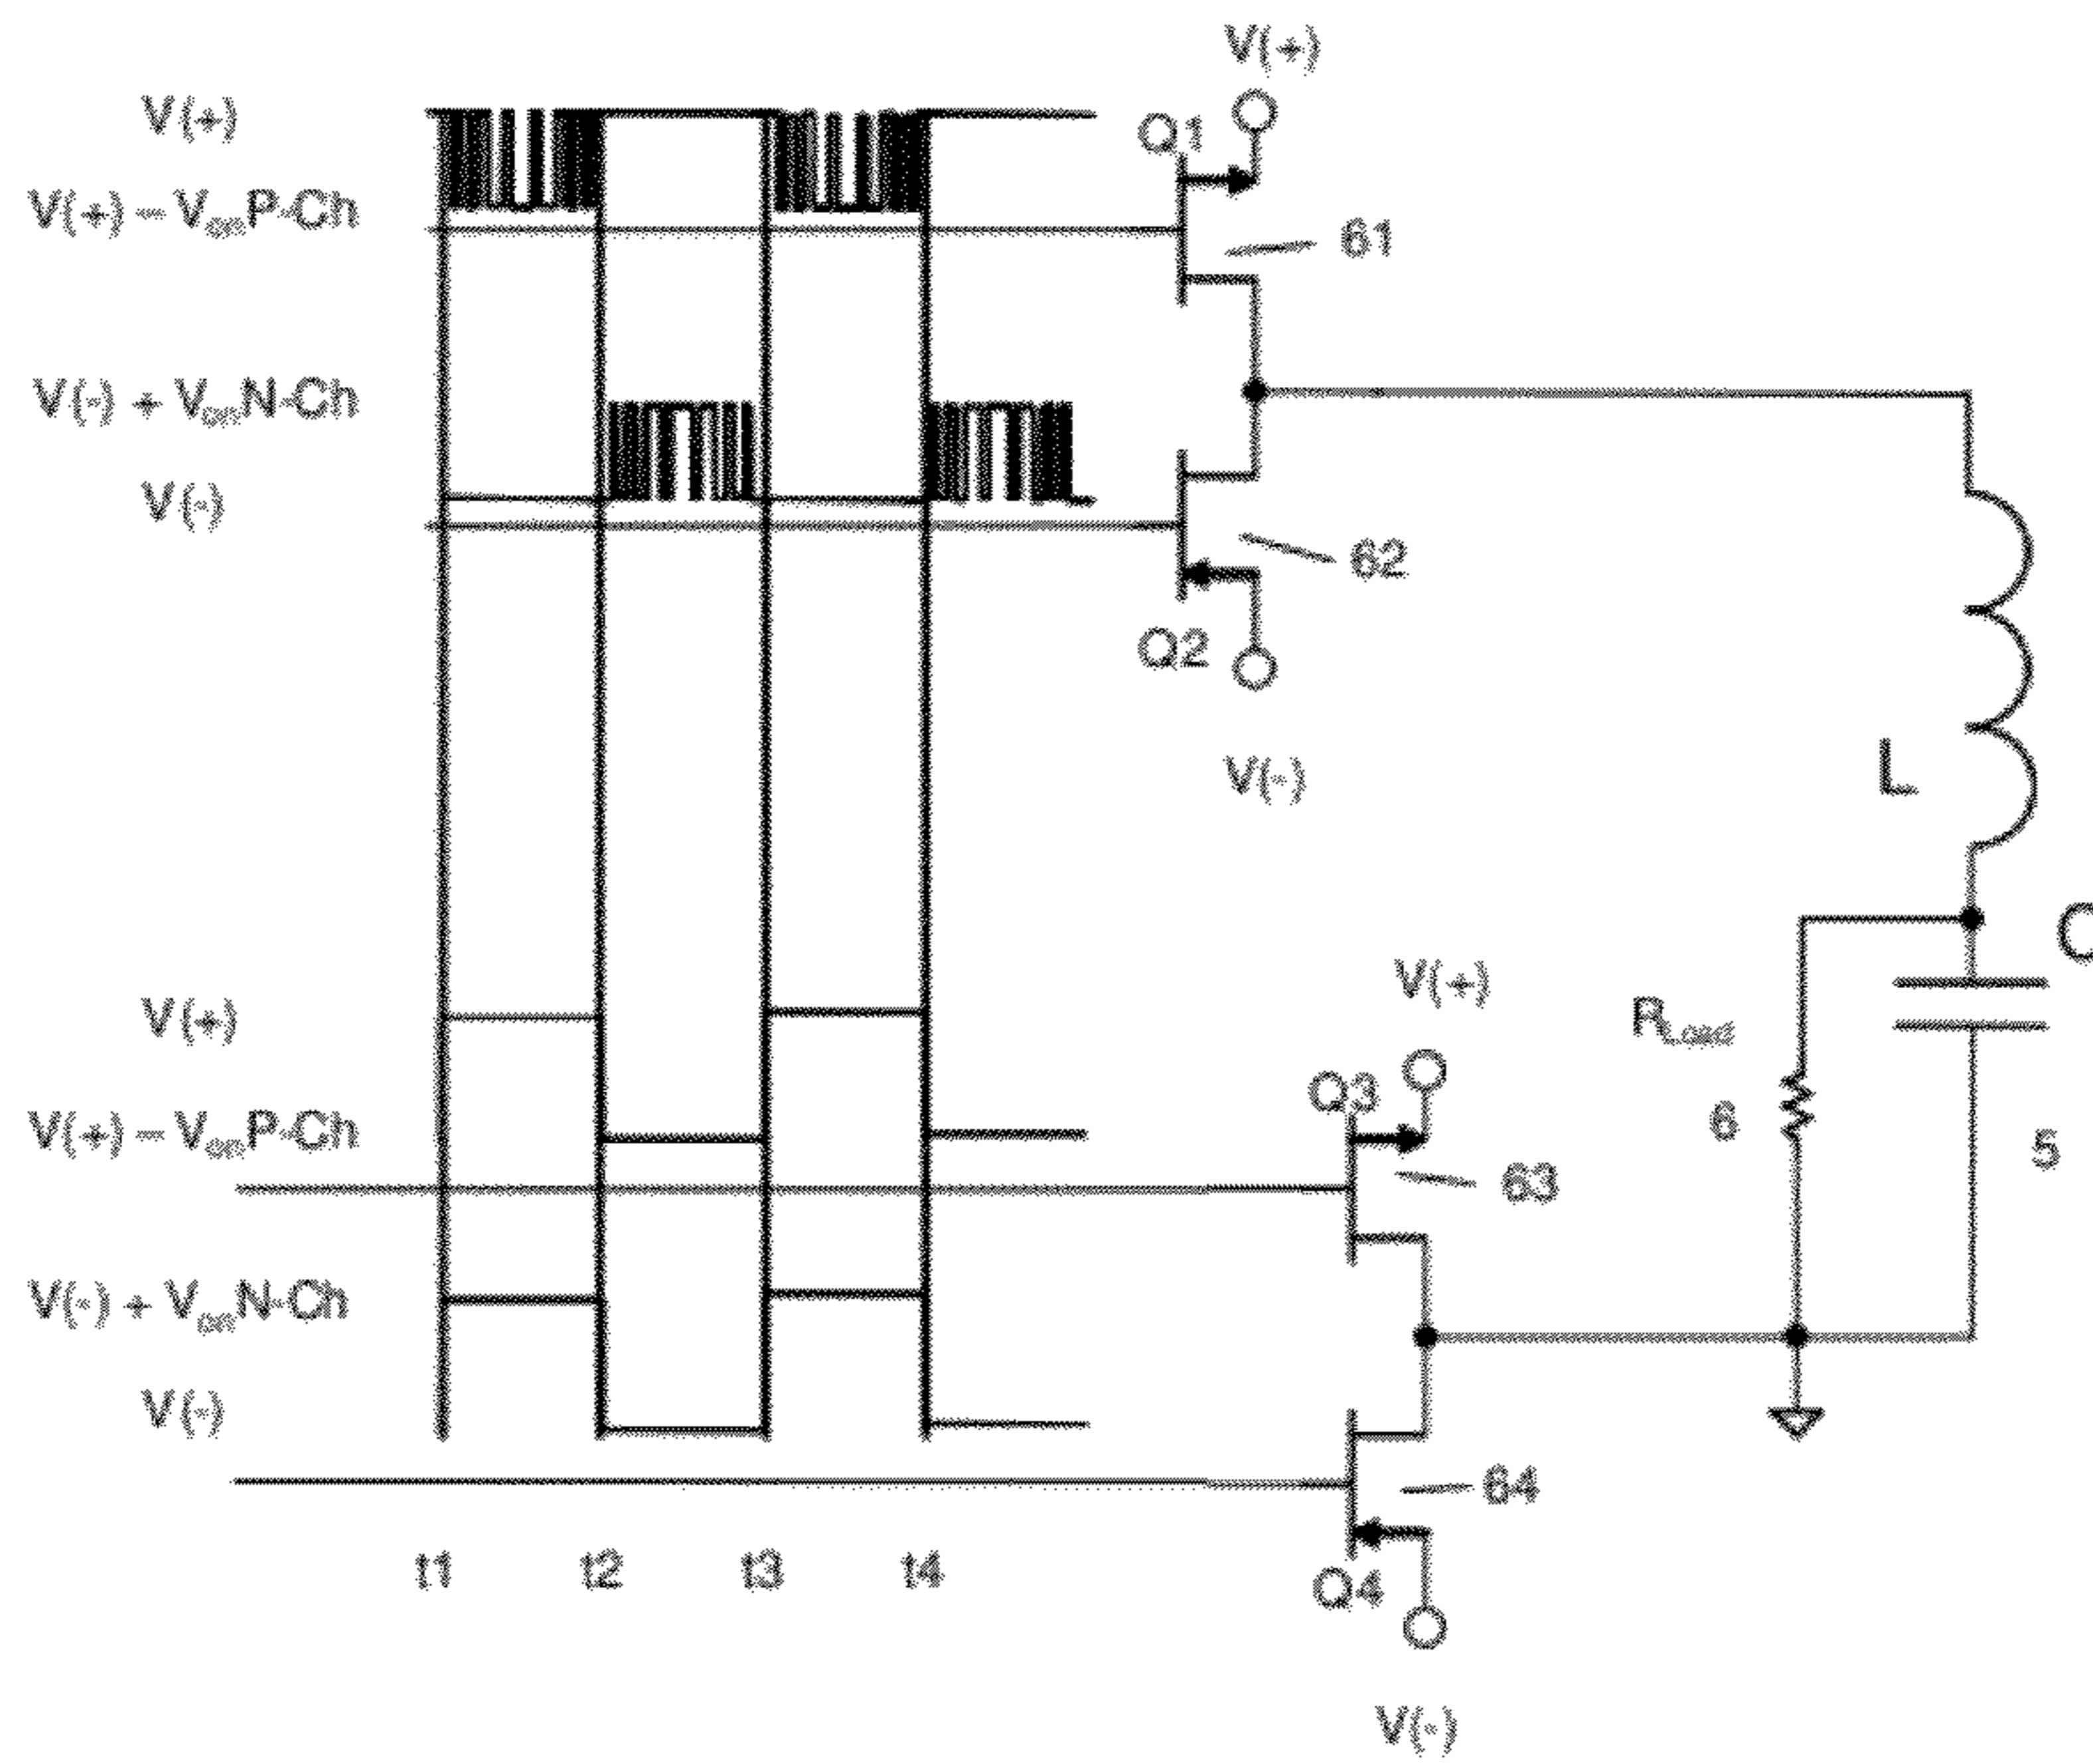 V(+)
V(+)
Q1
V(+) – VonP-Ch
61
V(-) + VonN-Ch
V(-)
62
Q2
V(-)
L
C
V(+)
V(+)
RLoad
Q3
V(+) – VonP-Ch
6
5
63
V(-) + VonN-Ch
V(-)
64
t1 t2 t3 t4
Q4
V(-)